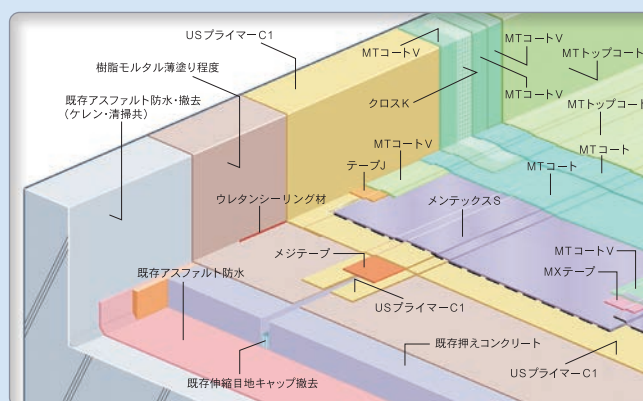 USプライマーC1
MTコートV
MTコートV
MTトップコート
樹脂モルタル薄塗り程度
クロスK
MTコートV
既存アスファルト防水・撤去
(ケレン・清掃共)
MTトップコート
MTコートV
MTコート
テープJ
MTコート
ウレタンシーリング材
メンテックスS
メジテープ
MTコートV
既存アスファルト防水
MXテープ
USプライマーC1
既存押えコンクリート
USプライマーC1
既存伸縮目地キャップ撤去